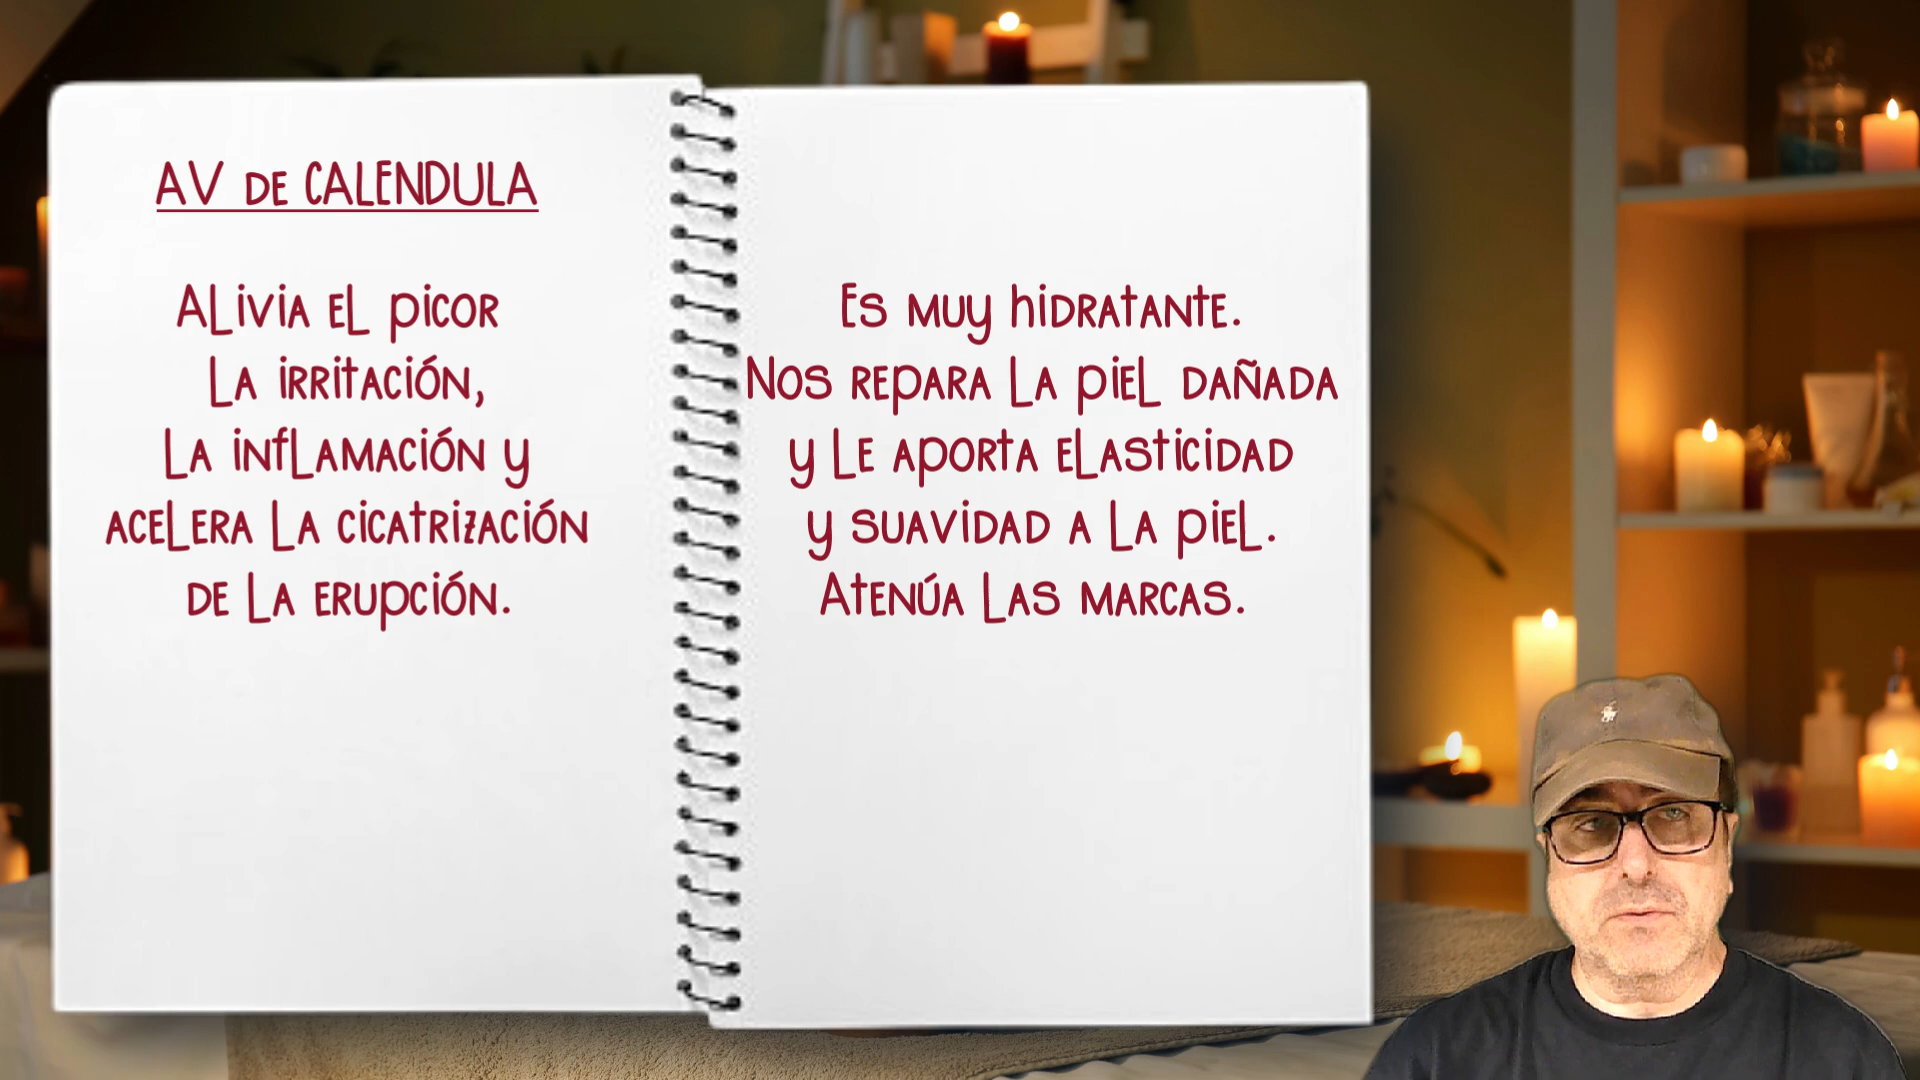 AV DE CALENDULA
ALiViA EL picoR
LA iRRitACióN,
LA iNfLAMACióN y
ACELERA LA CiCAtRiZACióN
DE LA ERUpCióN.
Es MUy hiDRAtANtE.
Nos REpARA LA piEL DAÑADA
y LE ApoRtA ELAstiCiDAD
y sUAViDAD A LA piEL.
AtENÚA LAS MARCAS.